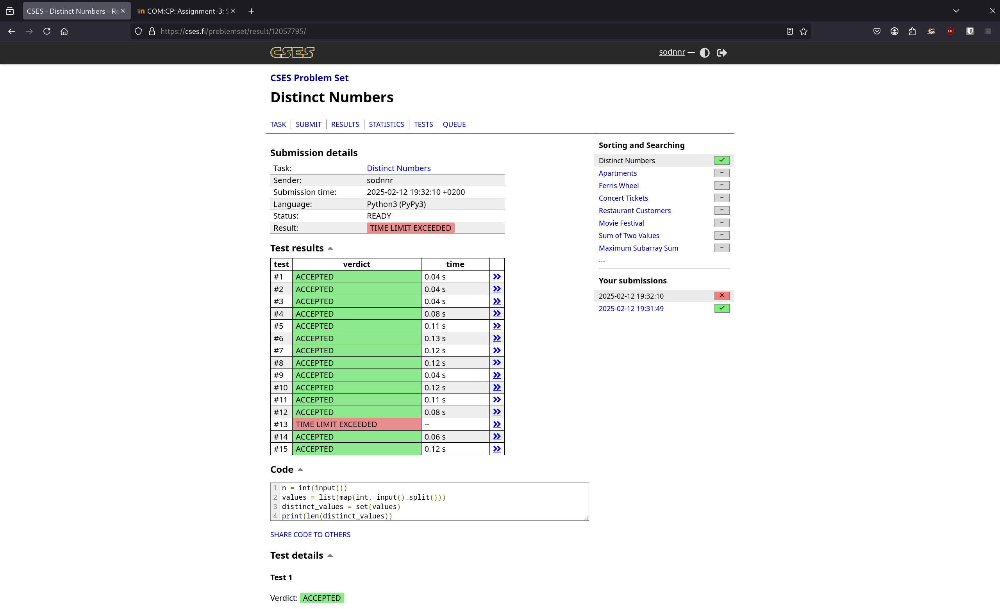 CSES - Distinct Numbers - Re
COM:CP: Assignment-3: S
https://cses.fi/problemset/result/12057795/
CSES
sodnnr —
CSES Problem Set
Distinct Numbers
TASK SUBMIT RESULTS STATISTICS TESTS QUEUE
Submission details
Task: Distinct Numbers
Sender: sodnnr
Submission time: 2025-02-12 19:32:10 +0200
Language: Python3 (PyPy3)
Status: READY
Result: TIME LIMIT EXCEEDED
Test results
test verdict time
#1 ACCEPTED 0.04 s
#2 ACCEPTED 0.04 s
#3 ACCEPTED 0.04 s
#4 ACCEPTED 0.08 s
#5 ACCEPTED 0.11 s
#6 ACCEPTED 0.13 s
#7 ACCEPTED 0.12 s
#8 ACCEPTED 0.12 s
#9 ACCEPTED 0.04 s
#10 ACCEPTED 0.12 s
#11 ACCEPTED 0.11 s
#12 ACCEPTED 0.08 s
#13 TIME LIMIT EXCEEDED --
#14 ACCEPTED 0.06 s
#15 ACCEPTED 0.12 s
Code
1 n = int(input())
2 values = list(map(int, input().split()))
3 distinct_values = set(values)
4 print(len(distinct_values))
SHARE CODE TO OTHERS
Test details
Test 1
Verdict: ACCEPTED
Sorting and Searching
Distinct Numbers
Apartments –
Ferris Wheel –
Concert Tickets –
Restaurant Customers –
Movie Festival –
Sum of Two Values –
Maximum Subarray Sum –
...
Your submissions
2025-02-12 19:32:10
2025-02-12 19:31:49